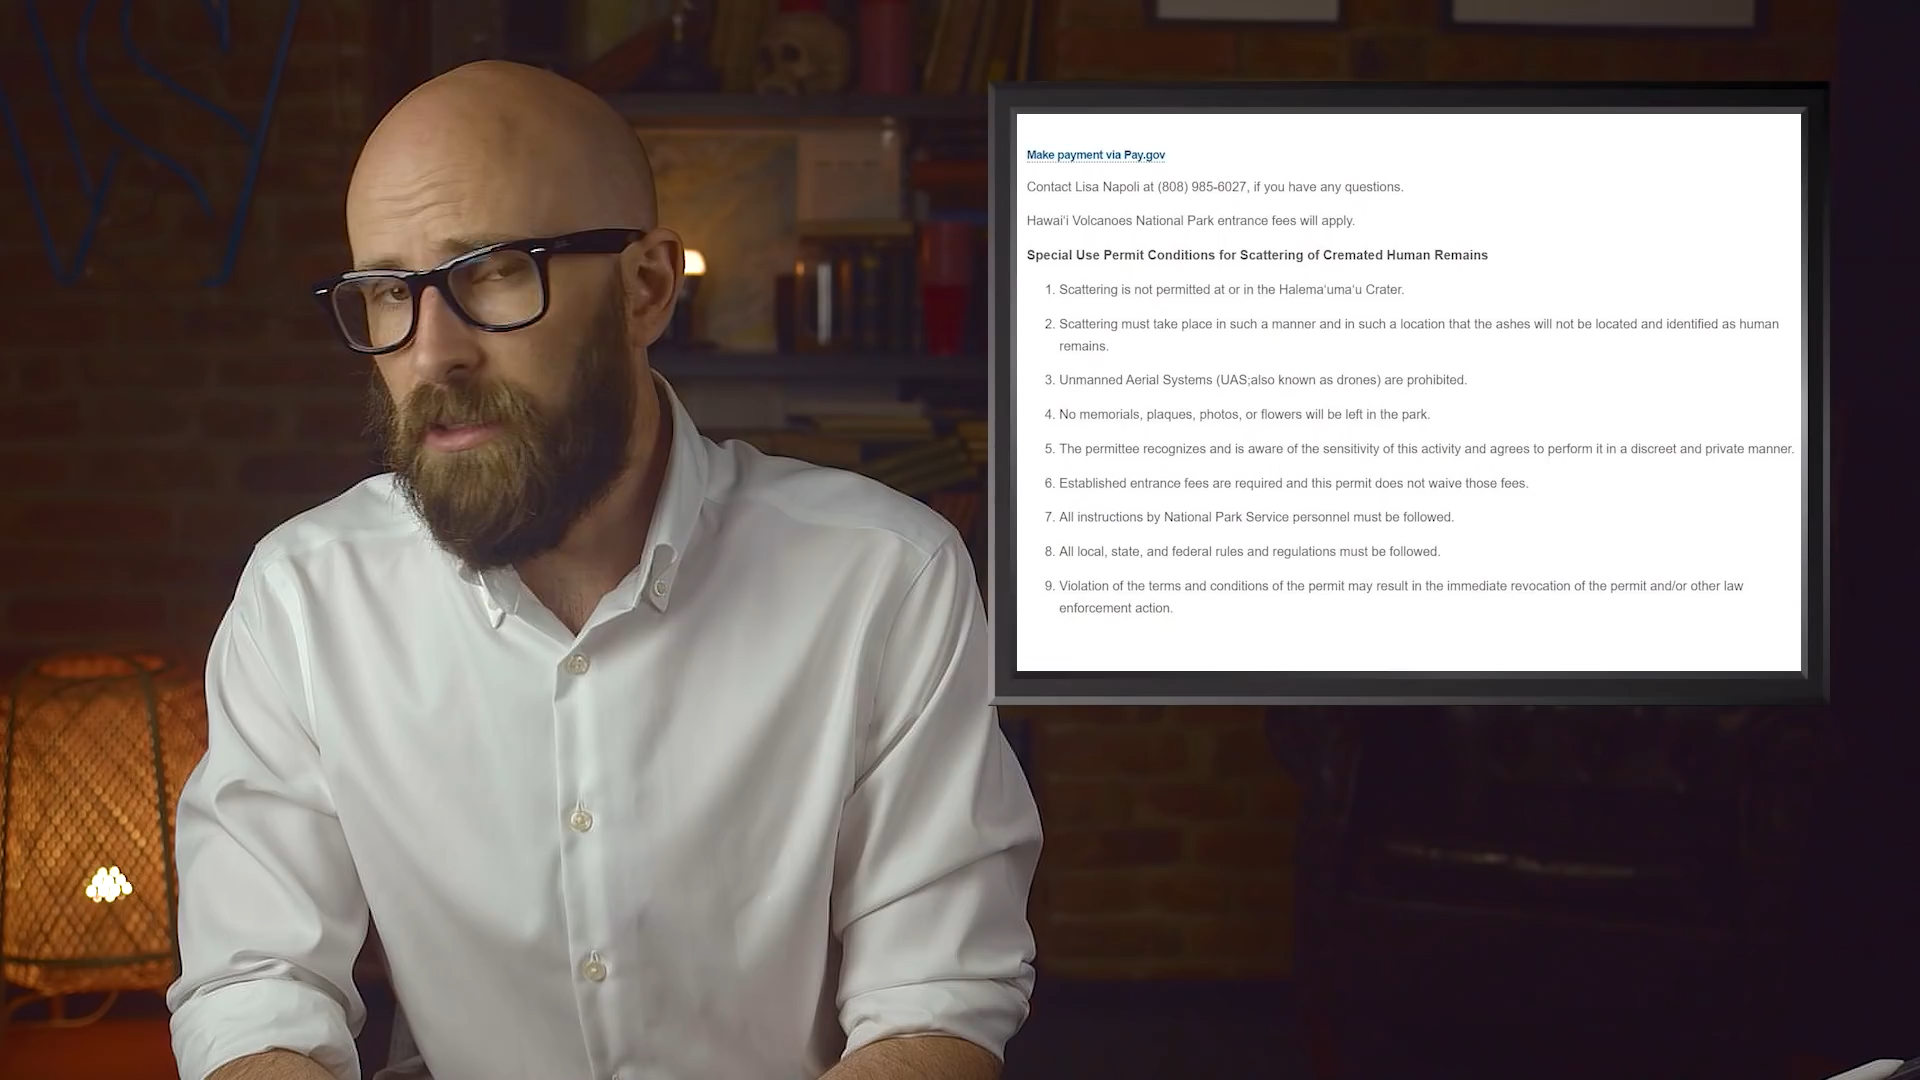 Make payment via Pay.gov
Contact Lisa Napoli at (808) 985-6027, if you have any questions.
Hawaiʻi Volcanoes National Park entrance fees will apply.
Special Use Permit Conditions for Scattering of Cremated Human Remains
1. Scattering is not permitted at or in the Halemaʻumaʻu Crater.
2. Scattering must take place in such a manner and in such a location that the ashes will not be located and identified as human
remains.
3. Unmanned Aerial Systems (UAS;also known as drones) are prohibited.
4. No memorials, plaques, photos, or flowers will be left in the park.
5. The permittee recognizes and is aware of the sensitivity of this activity and agrees to perform it in a discreet and private manner.
6. Established entrance fees are required and this permit does not waive those fees.
7. All instructions by National Park Service personnel must be followed.
8. All local, state, and federal rules and regulations must be followed.
9. Violation of the terms and conditions of the permit may result in the immediate revocation of the permit and/or other law
enforcement action.